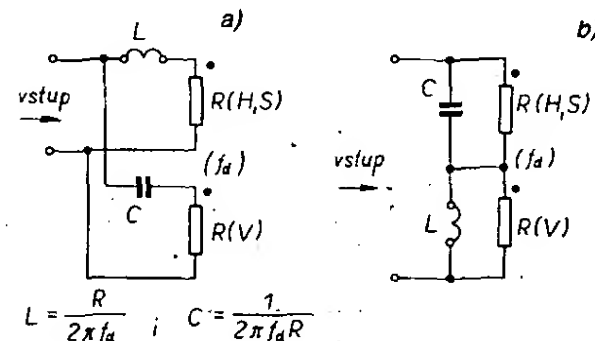 a)
L
R(H,S)
vstup
(fd)
C
R(V)
b)
C
R(H,S)
(fd)
vstup
L
R(V)
L = R / 2πfd ; C = 1 / 2πfdR